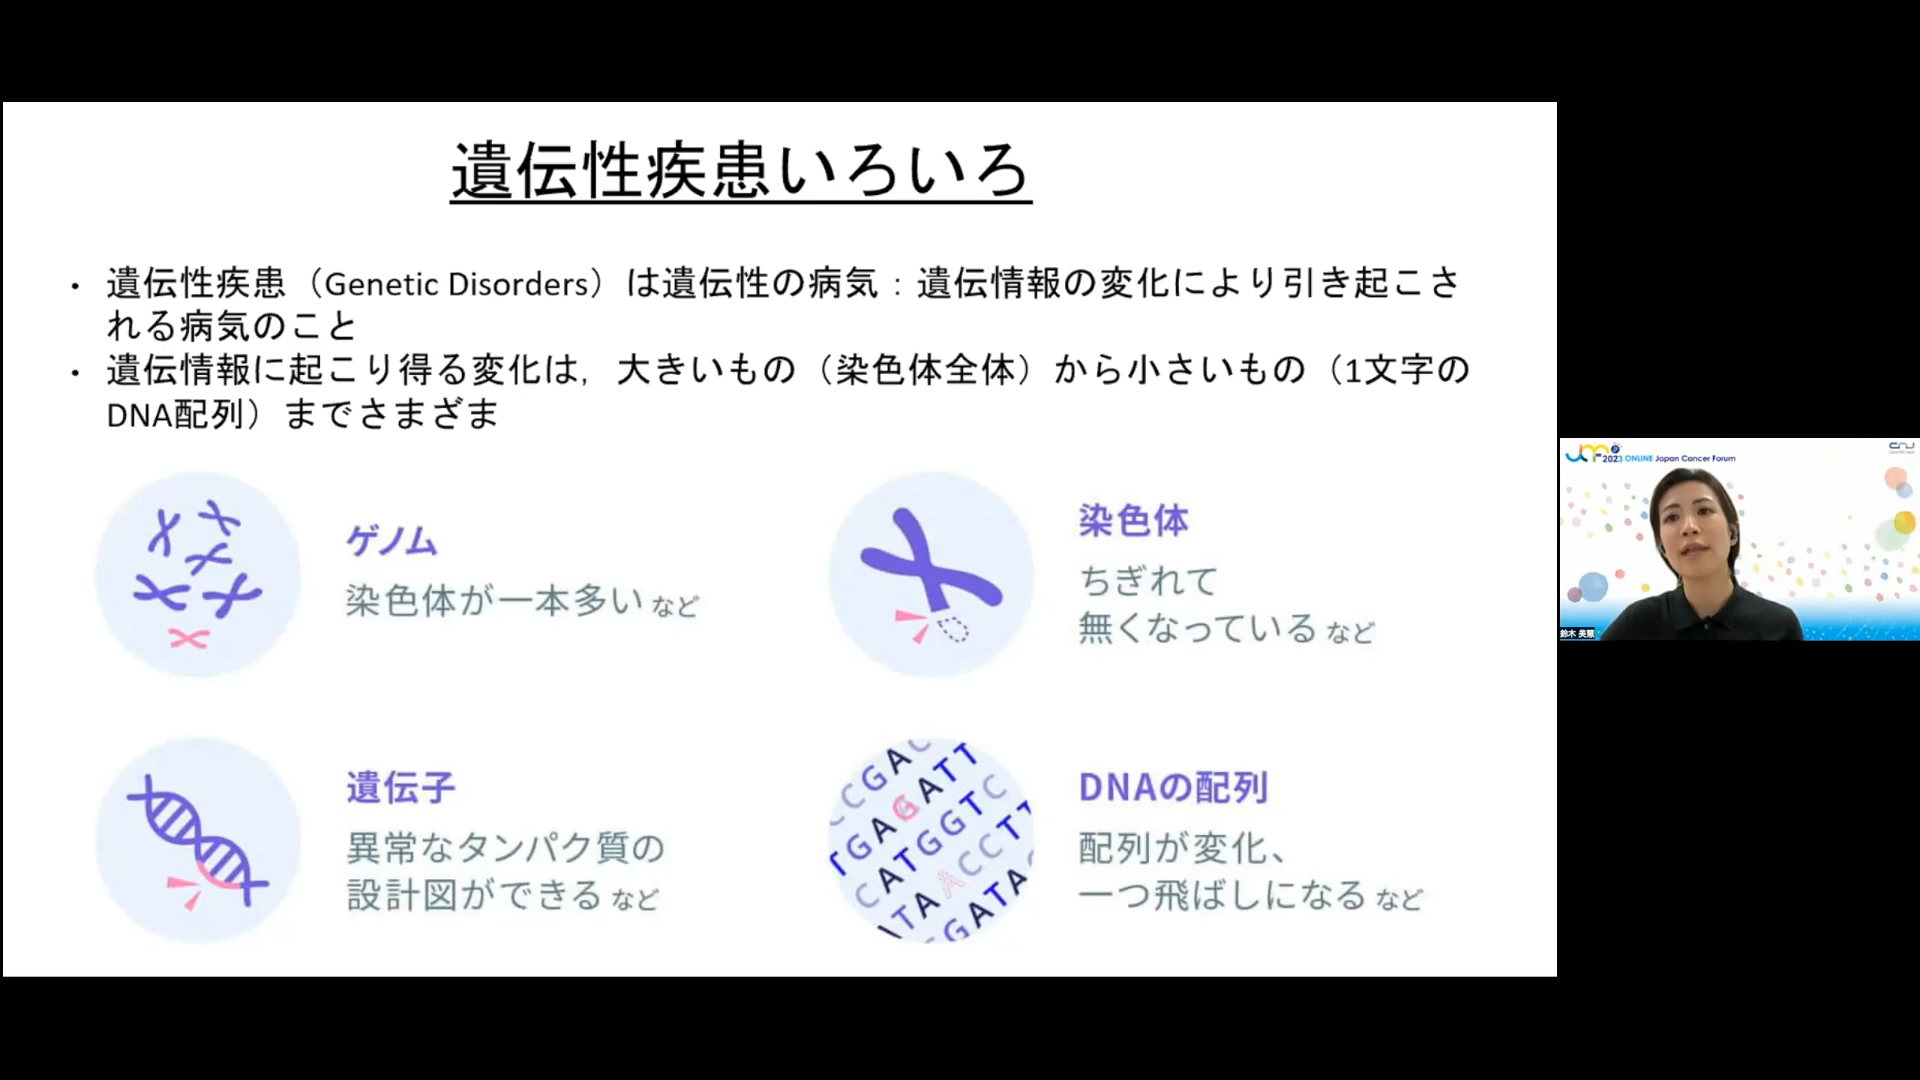 遺伝性疾患いろいろ
・ 遺伝性疾患（Genetic Disorders）は遺伝性の病気：遺伝情報の変化により引き起こさ
れる病気のこと
・ 遺伝情報に起こり得る変化は，大きいもの（染色体全体）から小さいもの（1文字の
DNA配列）までさまざま
ゲノム
染色体が一本多い など
染色体
ちぎれて
無くなっている など
遺伝子
異常なタンパク質の
設計図ができる など
DNAの配列
配列が変化、
一つ飛ばしになる など
CCGAC
TGAGATT
CATGGTC
TAACCTT
GGATA
2023 ONLINE Japan Cancer Forum
鈴木 美慧